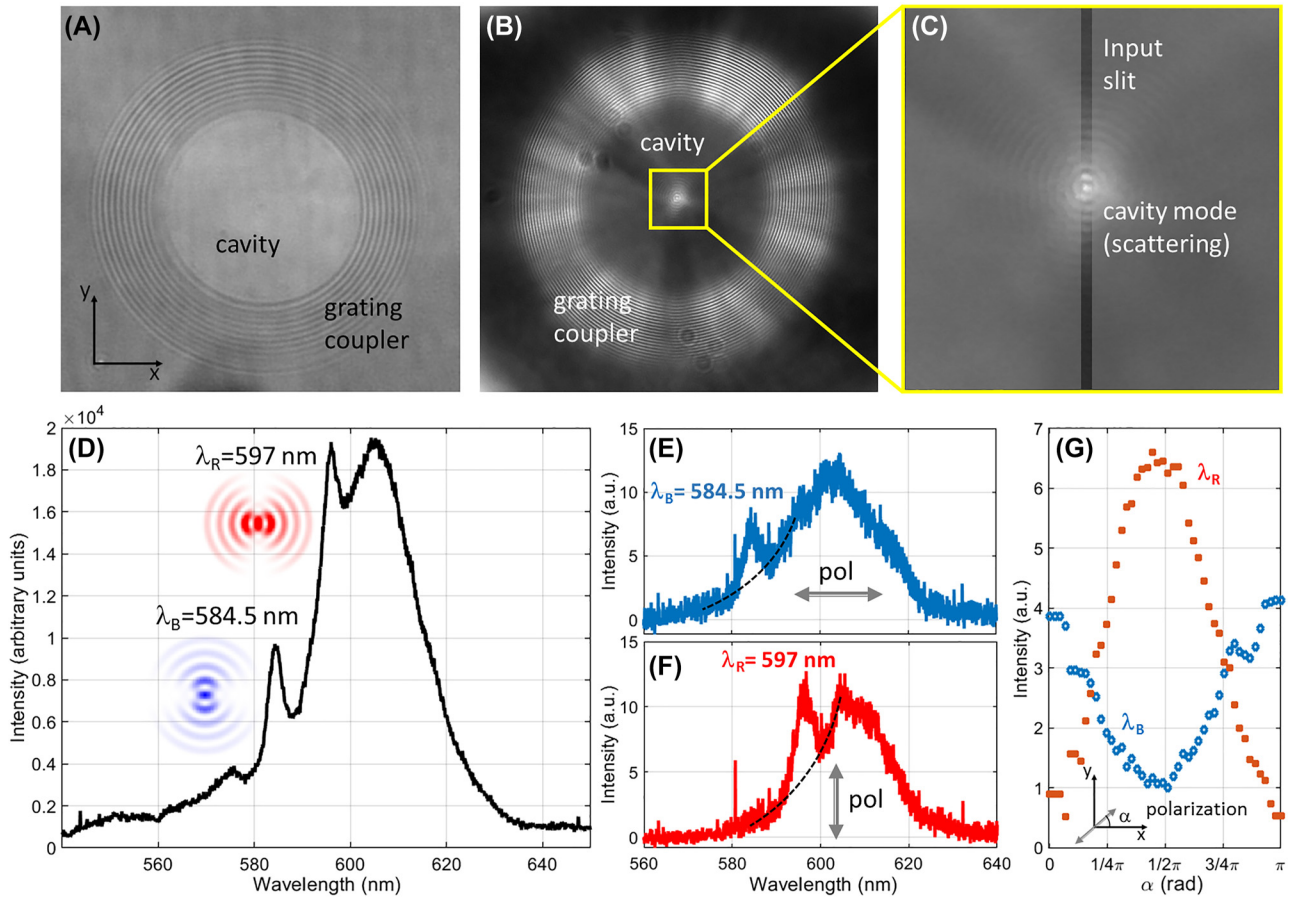 (A)
cavity
grating
coupler
y
x
(B)
cavity
grating
coupler
(C)
Input
slit
cavity mode
(scattering)
(D)
×10⁴
2
1.8
1.6
1.4
1.2
1
0.8
0.6
0.4
0.2
0
Intensity (arbitrary units)
λR=597 nm
λB=584.5 nm
560
580
600
620
640
Wavelength (nm)
(E)
15
10
5
0
Intensity (a.u.)
λB= 584.5 nm
pol
(F)
15
10
5
0
Intensity (a.u.)
λR= 597 nm
pol
560
580
600
620
640
Wavelength (nm)
(G)
7
6
5
4
3
2
1
0
Intensity (a.u.)
λR
λB
y
α
x
polarization
0
1/4π
1/2π
3/4π
π
α (rad)